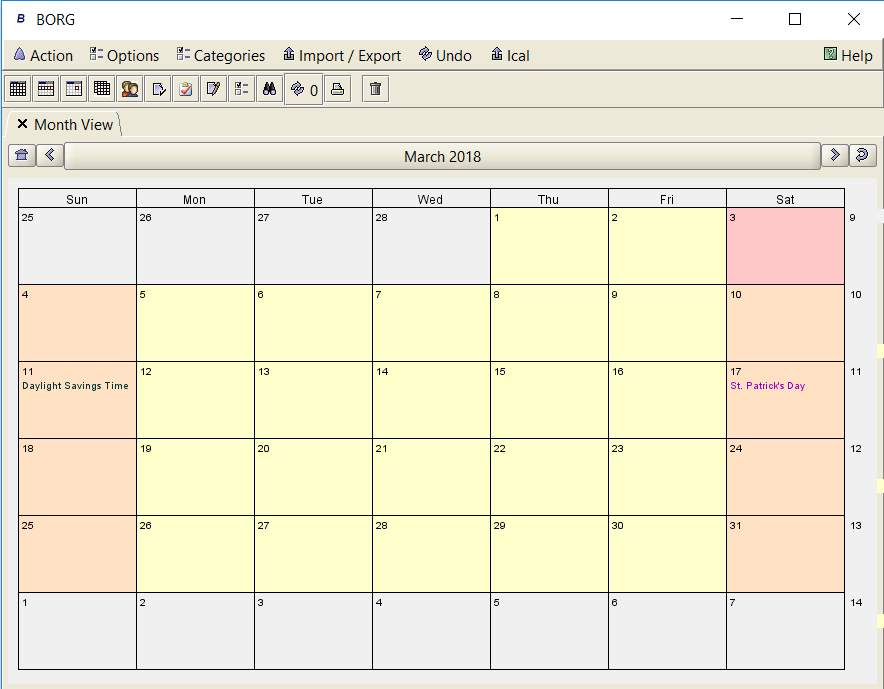 B BORG
Action Options Categories Import / Export Undo Ical Help
0
Month View
March 2018
Sun Mon Tue Wed Thu Fri Sat
25 26 27 28 1 2 3 9
4 5 6 7 8 9 10 10
11 12 13 14 15 16 17 11
Daylight Savings Time St. Patrick's Day
18 19 20 21 22 23 24 12
25 26 27 28 29 30 31 13
1 2 3 4 5 6 7 14